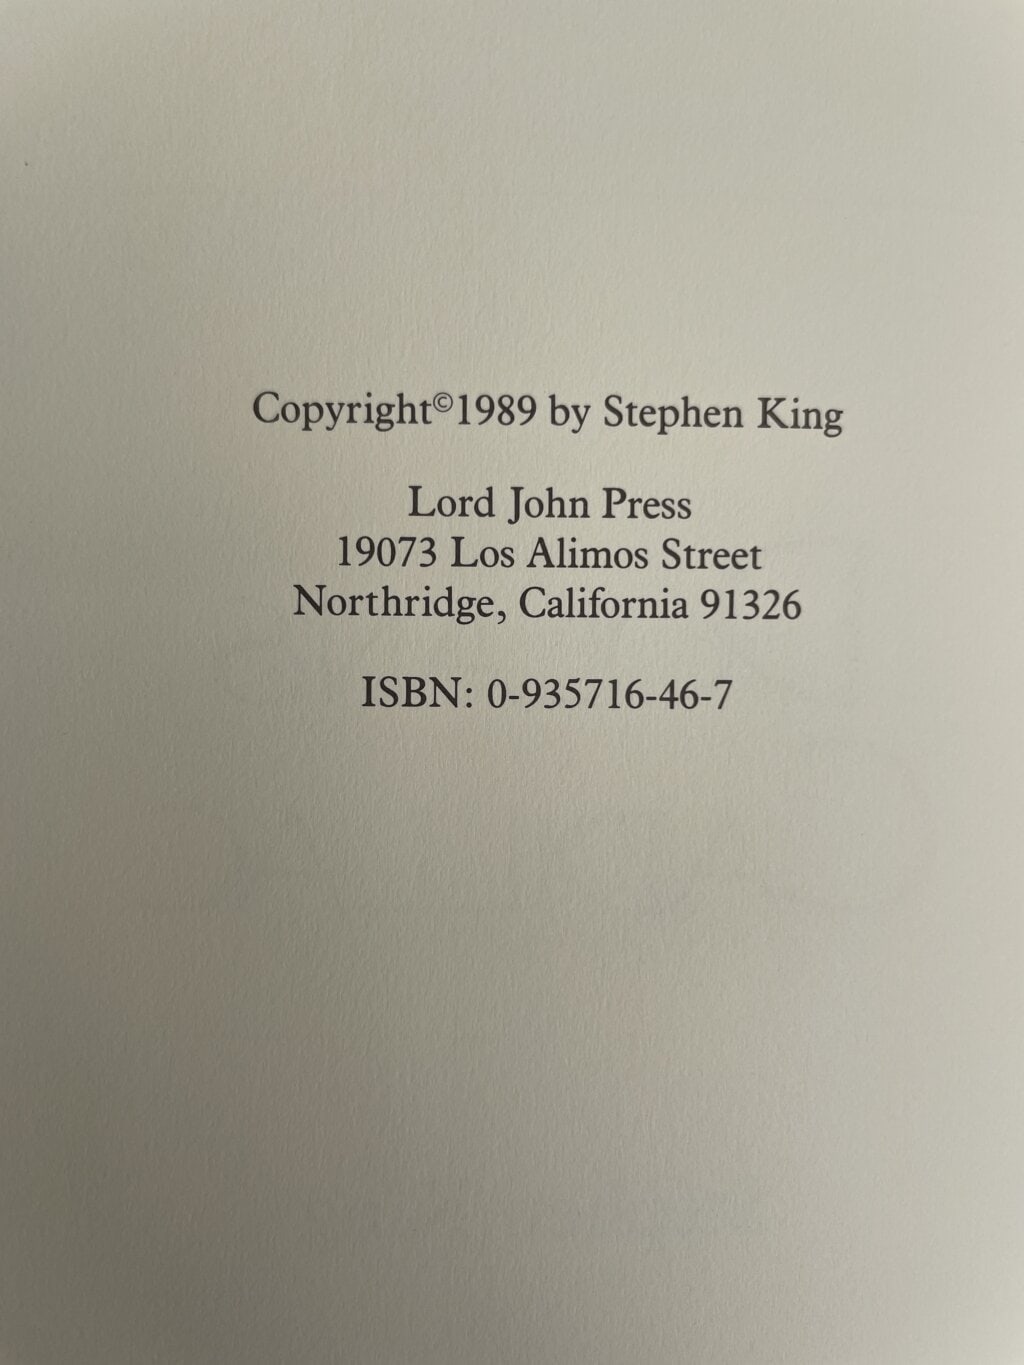 Copyright©1989 by Stephen King
Lord John Press
19073 Los Alimos Street
Northridge, California 91326
ISBN: 0-935716-46-7